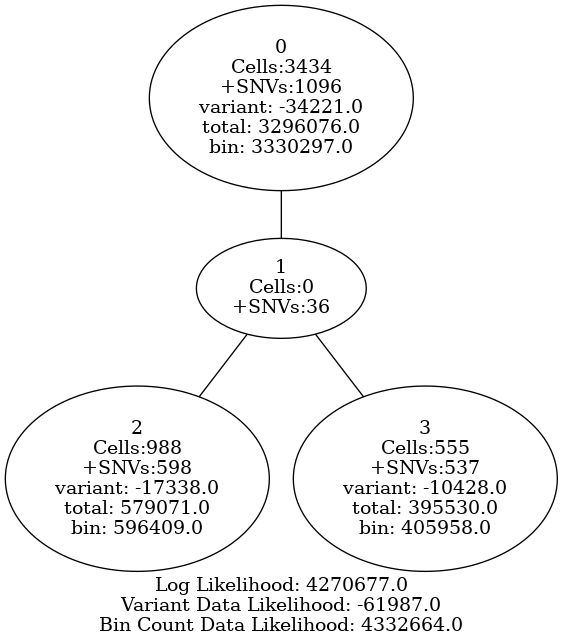 0
Cells:3434
+SNVs:1096
variant: -34221.0
total: 3296076.0
bin: 3330297.0
1
Cells:0
+SNVs:36
2
Cells:988
+SNVs:598
variant: -17338.0
total: 579071.0
bin: 596409.0
3
Cells:555
+SNVs:537
variant: -10428.0
total: 395530.0
bin: 405958.0
Log Likelihood: 4270677.0
Variant Data Likelihood: -61987.0
Bin Count Data Likelihood: 4332664.0